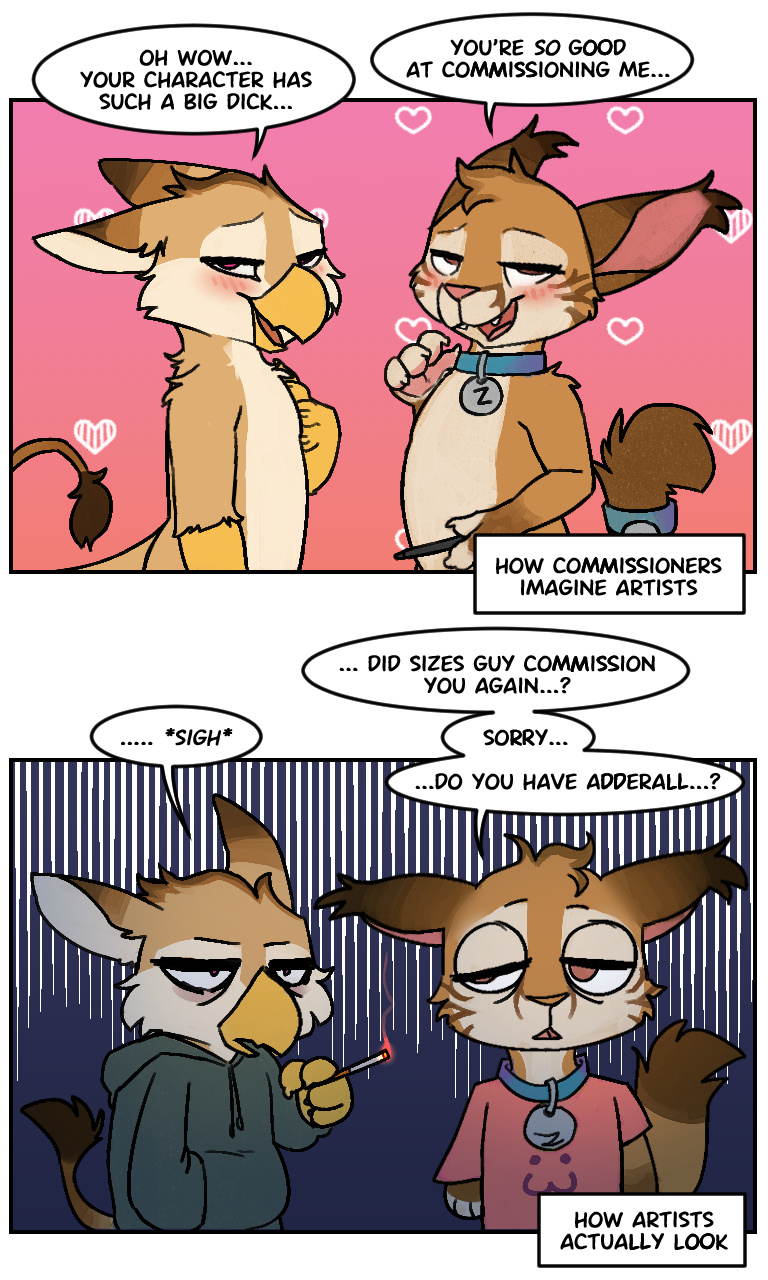 OH WOW...
YOUR CHARACTER HAS
SUCH A BIG DICK...
YOU'RE SO GOOD
AT COMMISSIONING ME...
Z
HOW COMMISSIONERS
IMAGINE ARTISTS
... DID SIZES GUY COMMISSION
YOU AGAIN...?
..... *SIGH*
SORRY...
...DO YOU HAVE ADDERALL...?
Z
HOW ARTISTS
ACTUALLY LOOK